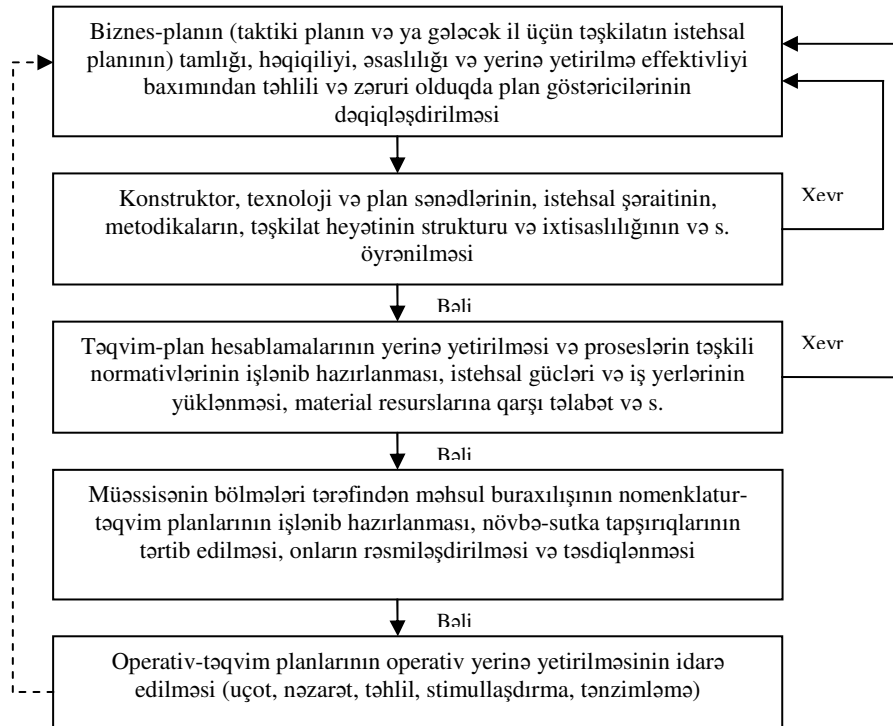 Biznes-planın (taktiki planın və ya gələcək il üçün təşkilatın istehsal
planının) tamlığı, həqiqiliyi, əsaslılığı və yerinə yetirilmə effektivliyi
baxımından təhlili və zəruri olduqda plan göstəricilərinin
dəqiqləşdirilməsi
Konstruktor, texnoloji və plan sənədlərinin, istehsal şəraitinin,
metodikaların, təşkilat heyətinin strukturu və ixtisaslılığının və s.
öyrənilməsi
Xeyr
Bəli
Təqvim-plan hesablamalarının yerinə yetirilməsi və proseslərin təşkili
normativlərinin işlənib hazırlanması, istehsal gücləri və iş yerlərinin
yüklənməsi, material resurslarına qarşı təlabət və s.
Xeyr
Bəli
Müəssisənin bölmələri tərəfindən məhsul buraxılışının nomenklatur-
təqvim planlarının işlənib hazırlanması, növbə-sutka tapşırıqlarının
tərtib edilməsi, onların rəsmiləşdirilməsi və təsdiqlənməsi
Bəli
Operativ-təqvim planlarının operativ yerinə yetirilməsinin idarə
edilməsi (uçot, nəzarət, təhlil, stimullaşdırma, tənzimləmə)